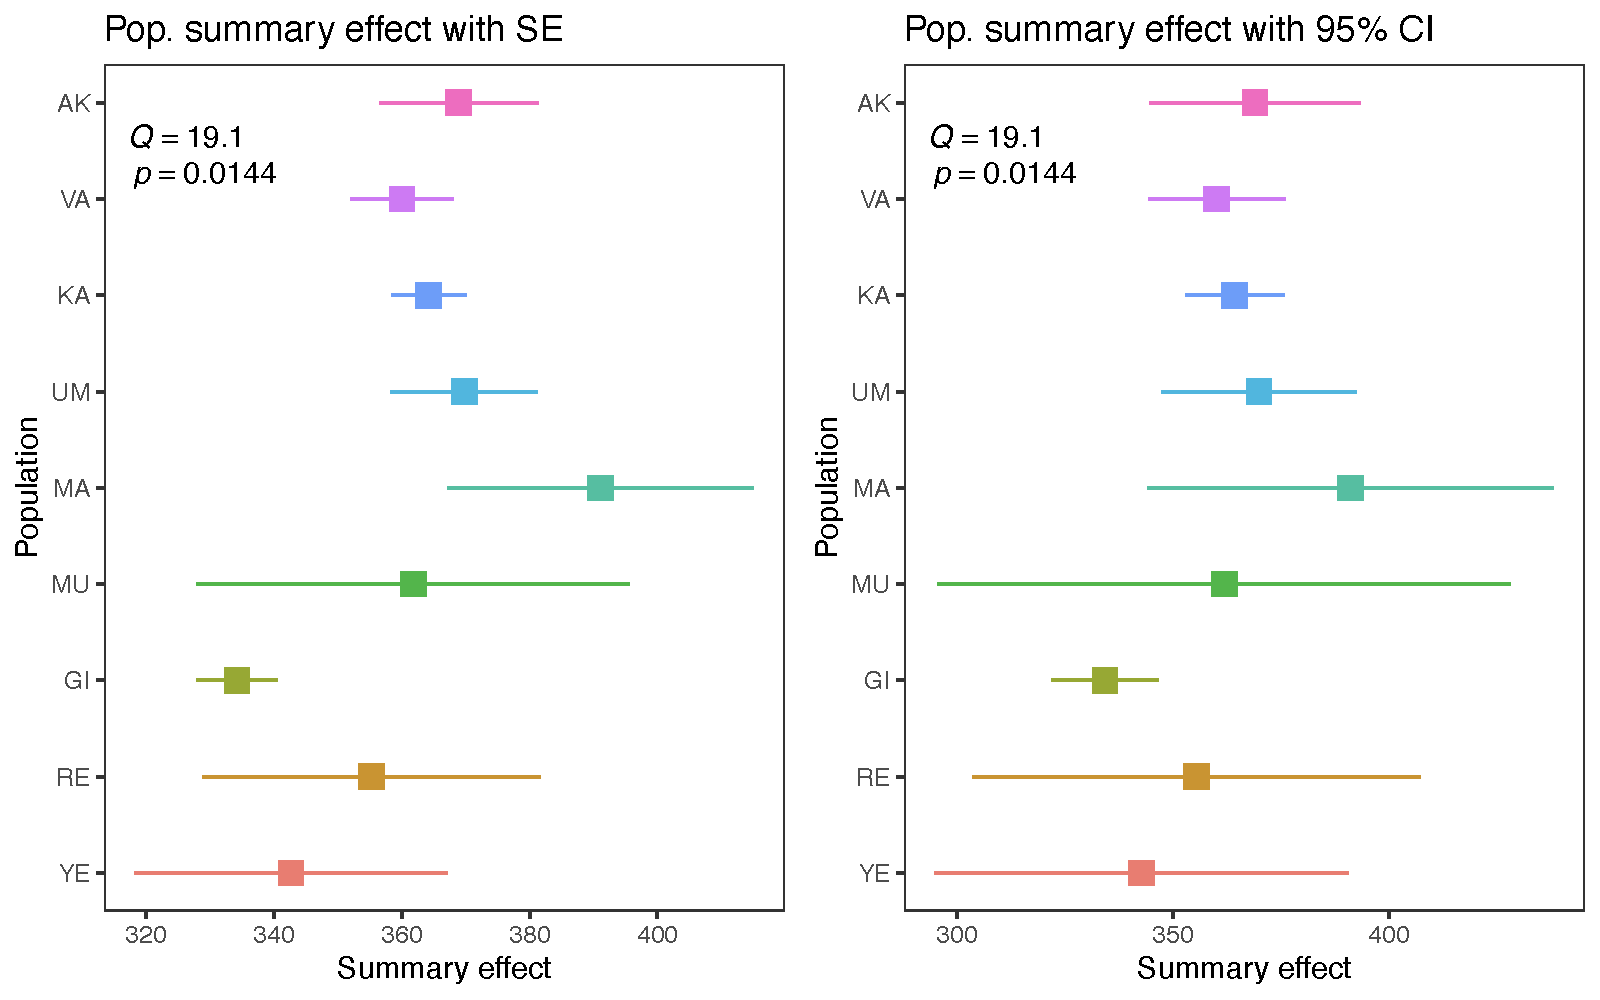 Pop. summary effect with SE
Q = 19.1
p = 0.0144
Population
AK
VA
KA
UM
MA
MU
GI
RE
YE
320 340 360 380 400
Summary effect
Pop. summary effect with 95% CI
Q = 19.1
p = 0.0144
Population
AK
VA
KA
UM
MA
MU
GI
RE
YE
300 350 400
Summary effect